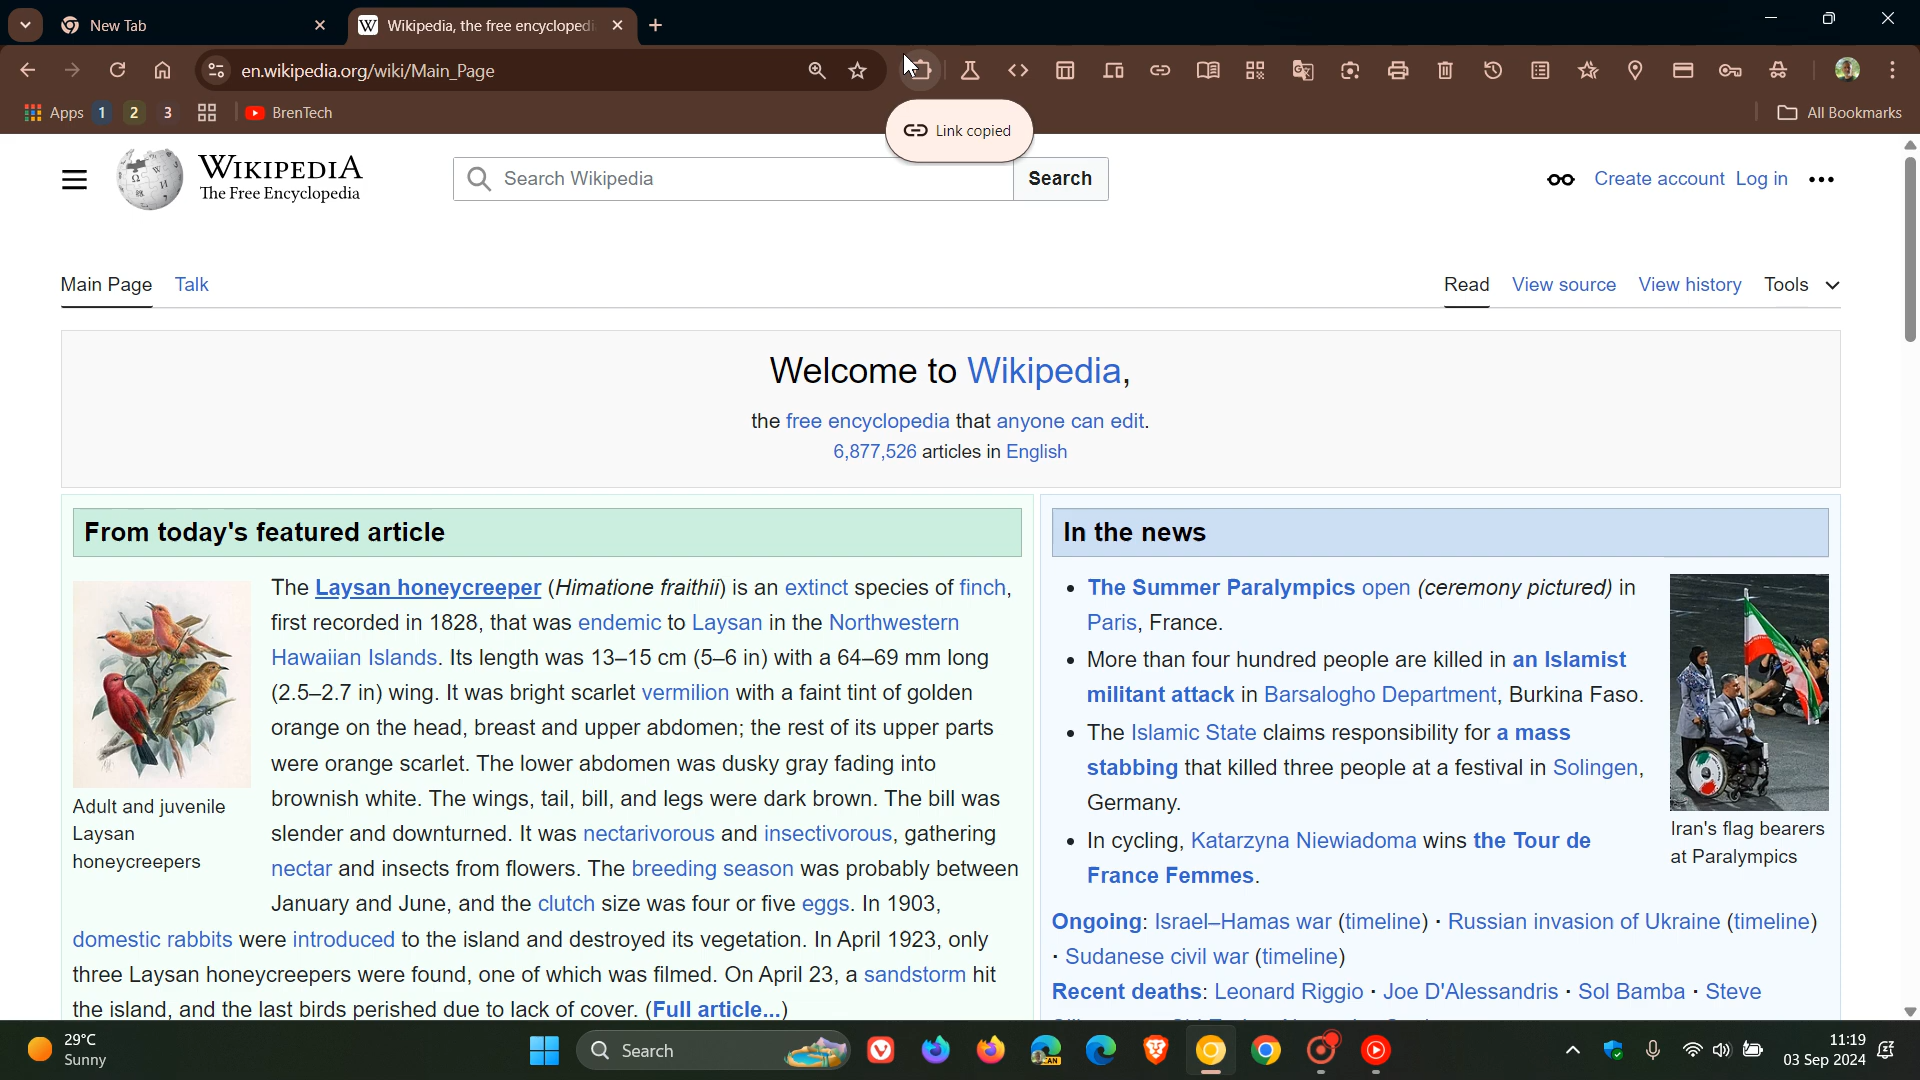 New Tab
Wikipedia, the free encycloped
en.wikipedia.org/wiki/Main_Page
Apps 1 2 3 BrenTech All Bookmarks
Link copied
WIKIPEDIA
The Free Encyclopedia
Search Wikipedia
Search
Create account Log in
Main Page Talk
Read View source View history Tools
Welcome to Wikipedia,
the free encyclopedia that anyone can edit.
6,877,526 articles in English
From today's featured article
The Laysan honeycreeper (Himatione fraithii) is an extinct species of finch,
first recorded in 1828, that was endemic to Laysan in the Northwestern
Hawaiian Islands. Its length was 13–15 cm (5–6 in) with a 64–69 mm long
(2.5–2.7 in) wing. It was bright scarlet vermilion with a faint tint of golden
orange on the head, breast and upper abdomen; the rest of its upper parts
were orange scarlet. The lower abdomen was dusky gray fading into
brownish white. The wings, tail, bill, and legs were dark brown. The bill was
slender and downturned. It was nectarivorous and insectivorous, gathering
nectar and insects from flowers. The breeding season was probably between
January and June, and the clutch size was four or five eggs. In 1903,
domestic rabbits were introduced to the island and destroyed its vegetation. In April 1923, only
three Laysan honeycreepers were found, one of which was filmed. On April 23, a sandstorm hit
the island, and the last birds perished due to lack of cover. (Full article...)
Adult and juvenile
Laysan
honeycreepers
In the news
• The Summer Paralympics open (ceremony pictured) in
Paris, France.
• More than four hundred people are killed in an Islamist
militant attack in Barsalogho Department, Burkina Faso.
• The Islamic State claims responsibility for a mass
stabbing that killed three people at a festival in Solingen,
Germany.
• In cycling, Katarzyna Niewiadoma wins the Tour de
France Femmes.
Iran's flag bearers
at Paralympics
Ongoing: Israel–Hamas war (timeline) · Russian invasion of Ukraine (timeline)
· Sudanese civil war (timeline)
Recent deaths: Leonard Riggio · Joe D'Alessandris · Sol Bamba · Steve
29°C
Sunny
Search
CAN
11:19
03 Sep 2024